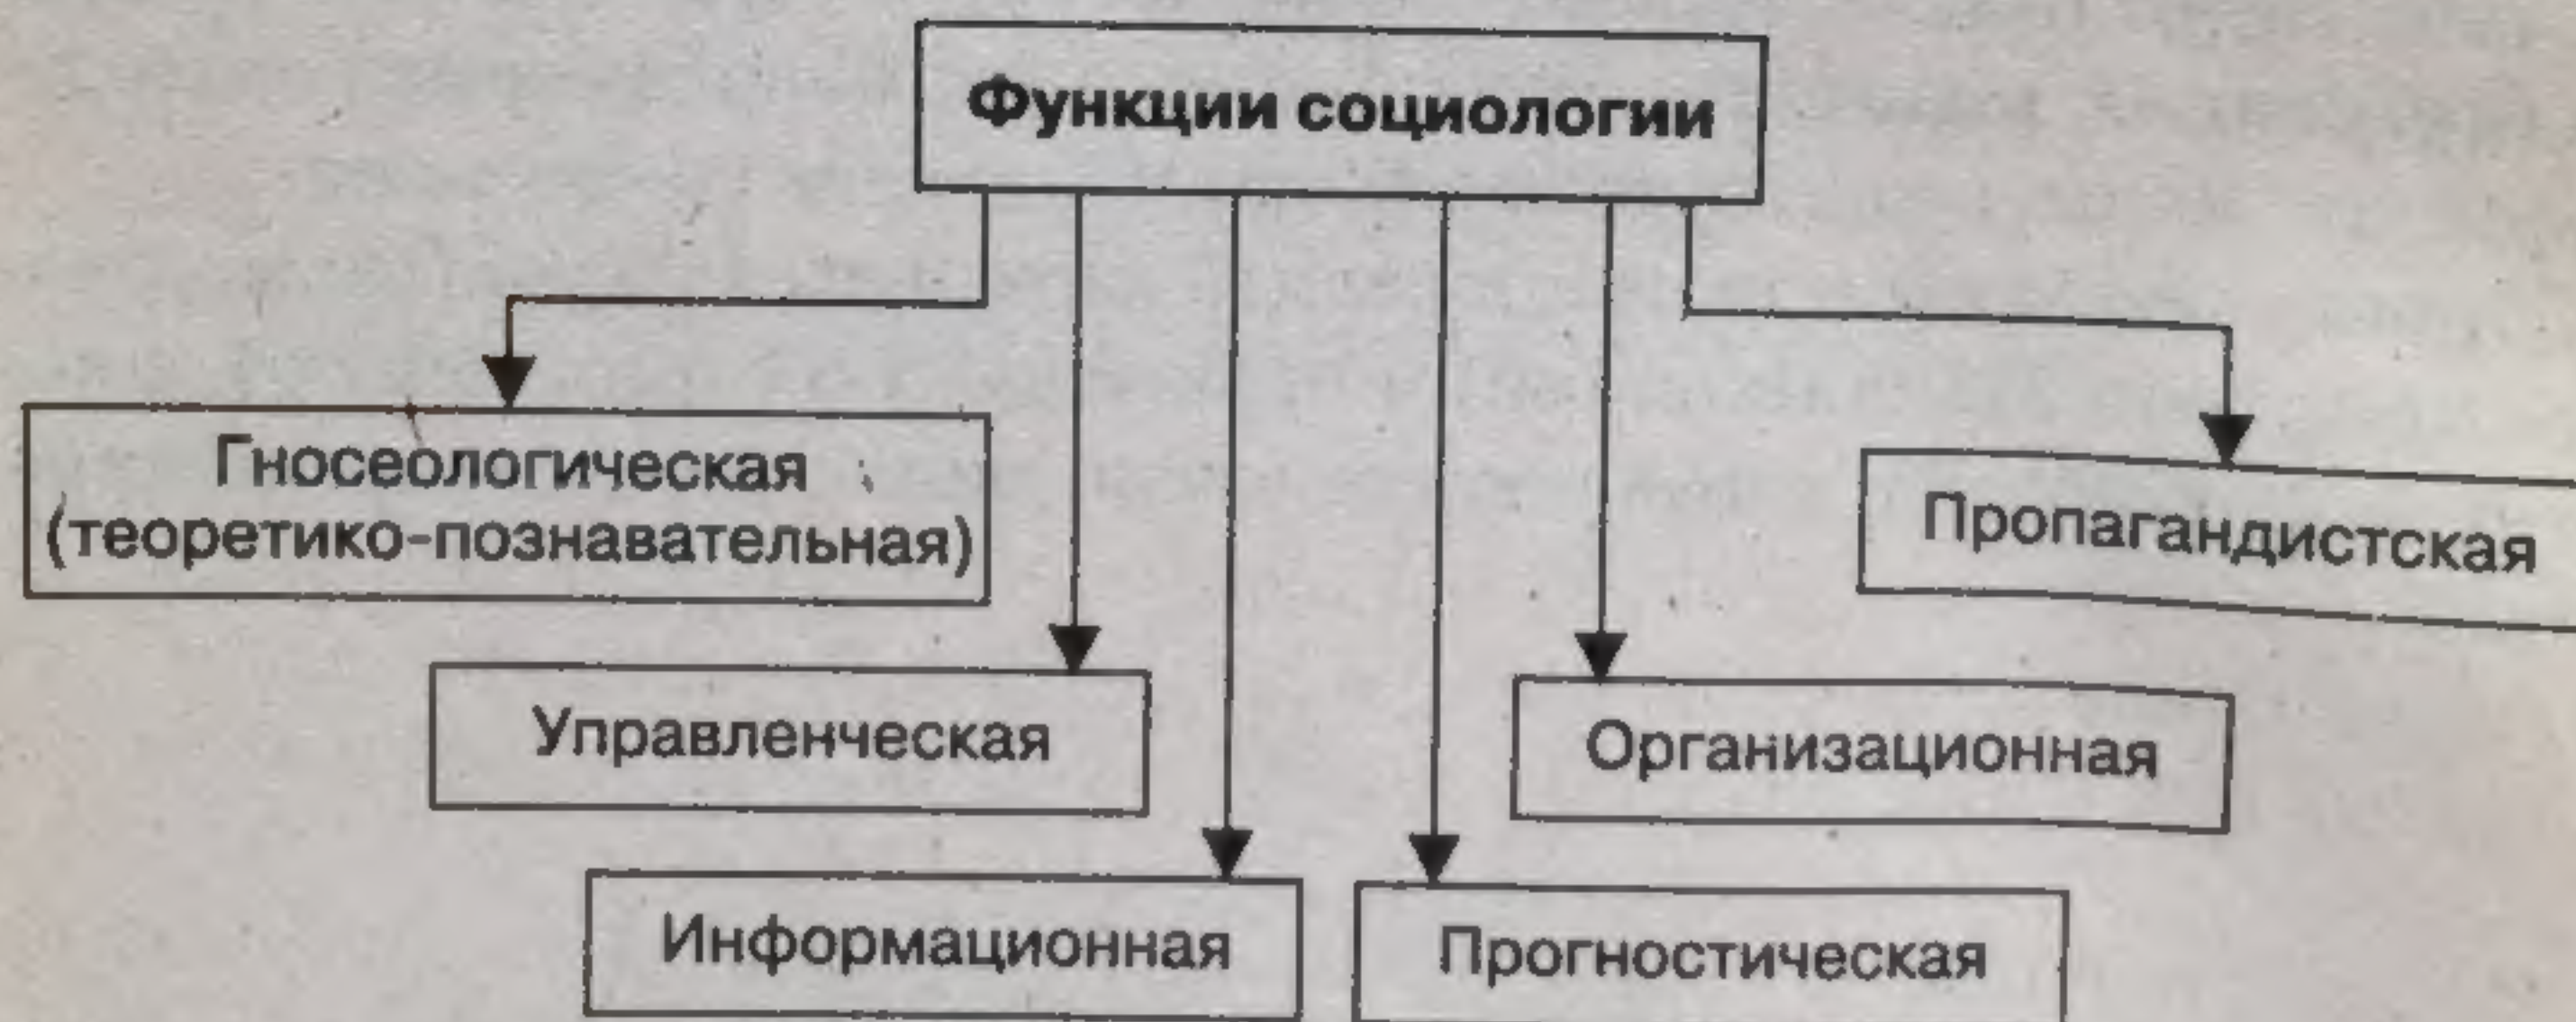 Функции социологии
Гносеологическая
(теоретико-познавательная)
Пропагандистская
Управленческая
Организационная
Информационная
Прогностическая